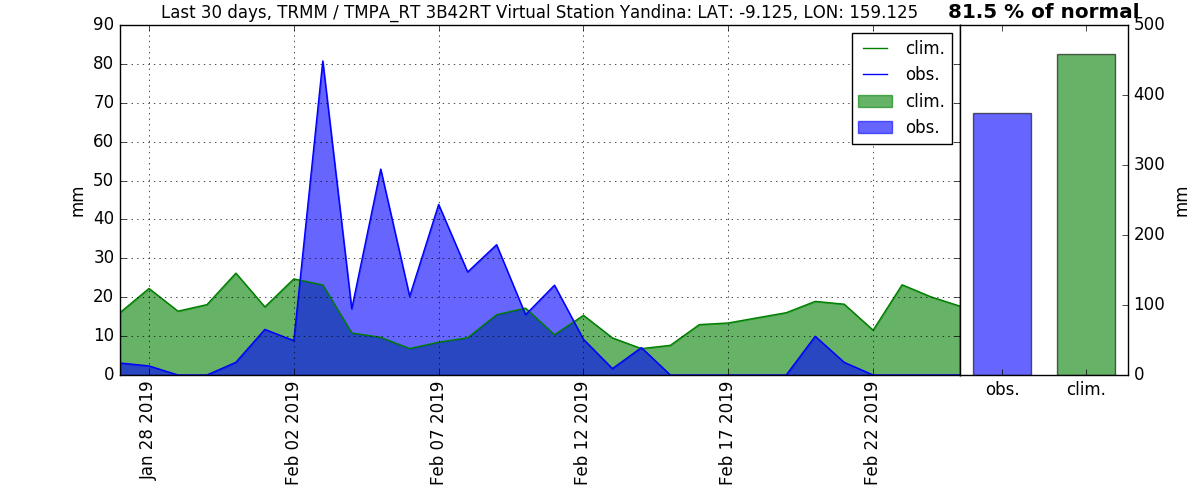 Last 30 days, TRMM / TMPA_RT 3B42RT Virtual Station Yandina: LAT: -9.125, LON: 159.125
81.5 % of normal
90
80
70
60
50
40
30
20
10
0
mm
clim.
obs.
clim.
obs.
Jan 28 2019
Feb 02 2019
Feb 07 2019
Feb 12 2019
Feb 17 2019
Feb 22 2019
500
400
300
200
100
0
mm
obs.
clim.